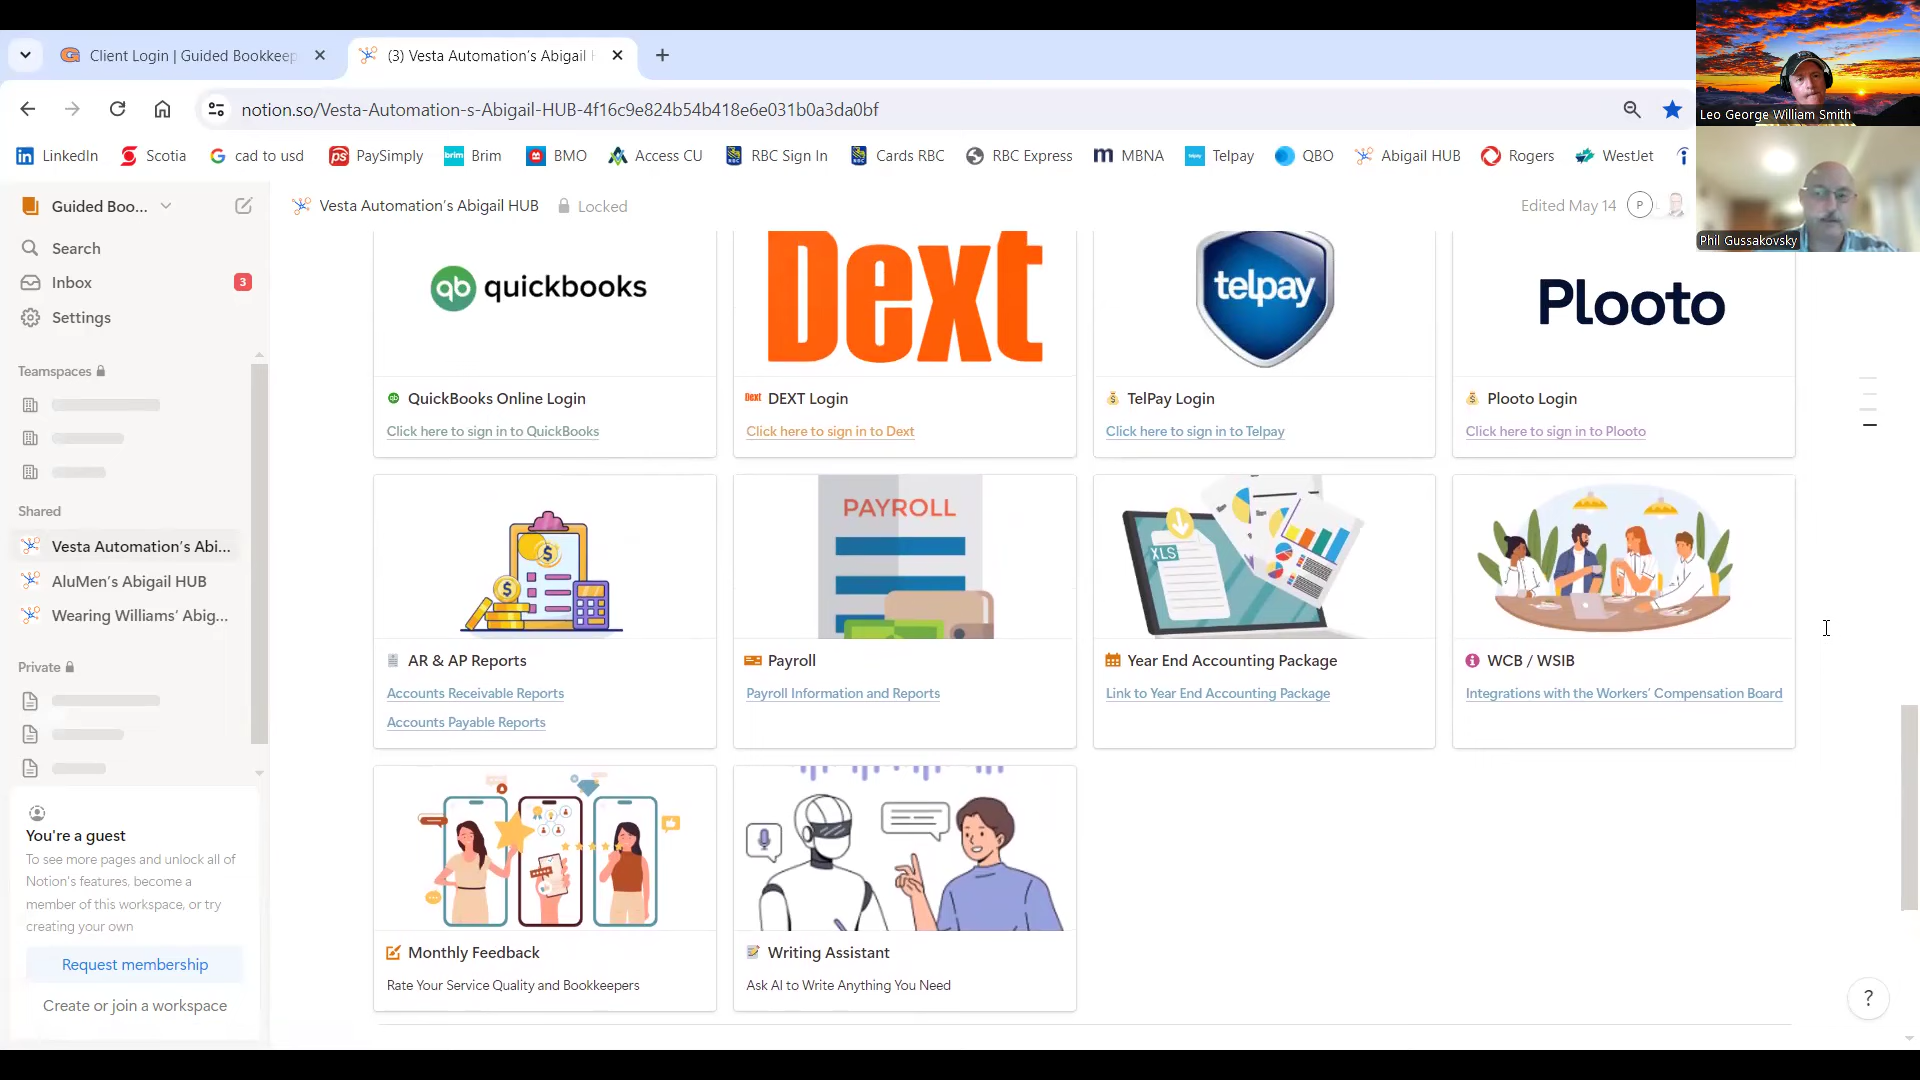 Client Login | Guided Bookkeep
(3) Vesta Automation's Abigail
notion.so/Vesta-Automation-s-Abigail-HUB-4f16c9e824b54b418e6e031b0a3da0bf
Leo George William Smith
LinkedIn Scotia cad to usd PaySimply Brim BMO Access CU RBC Sign In Cards RBC RBC Express MBNA Telpay QBO Abigail HUB Rogers WestJet
Phil Gussakovsky
Guided Boo...
Vesta Automation's Abigail HUB Locked
Edited May 14 P
Search
Inbox 3
Settings
Teamspaces
Shared
Vesta Automation's Abi...
AluMen's Abigail HUB
Wearing Williams' Abig...
Private
You're a guest
To see more pages and unlock all of
Notion's features, become a
member of this workspace, or try
creating your own
Request membership
Create or join a workspace
qb quickbooks
QuickBooks Online Login
Click here to sign in to QuickBooks
Dext
Dext DEXT Login
Click here to sign in to Dext
telpay
TelPay Login
Click here to sign in to Telpay
Plooto
Plooto Login
Click here to sign in to Plooto
AR & AP Reports
Accounts Receivable Reports
Accounts Payable Reports
PAYROLL
Payroll
Payroll Information and Reports
XLS
Year End Accounting Package
Link to Year End Accounting Package
WCB / WSIB
Integrations with the Workers' Compensation Board
Monthly Feedback
Rate Your Service Quality and Bookkeepers
Writing Assistant
Ask AI to Write Anything You Need
?